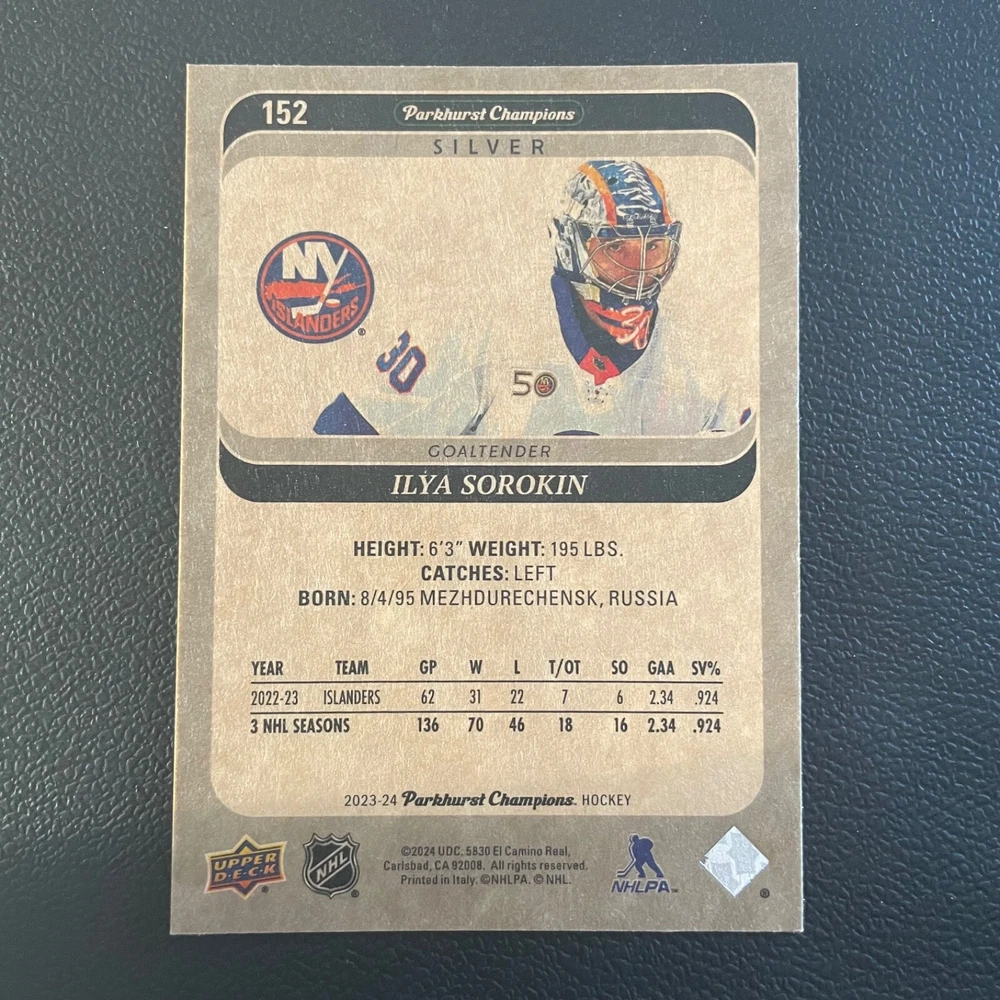 152
Parkhurst Champions
SILVER
NY
ISLANDERS
®
30
30
50
GOALTENDER
ILYA SOROKIN
HEIGHT: 6'3" WEIGHT: 195 LBS.
CATCHES: LEFT
BORN: 8/4/95 MEZHDURECHENSK, RUSSIA
YEAR TEAM GP W L T/OT SO GAA SV%
2022-23 ISLANDERS 62 31 22 7 6 2.34 .924
3 NHL SEASONS 136 70 46 18 16 2.34 .924
2023-24 Parkhurst Champions. HOCKEY
UPPER
D·E·C·K
®
NHL
®
©2024 UDC. 5830 El Camino Real,
Carlsbad, CA 92008. All rights reserved.
Printed in Italy. ©NHLPA. © NHL.
NHLPA™
®